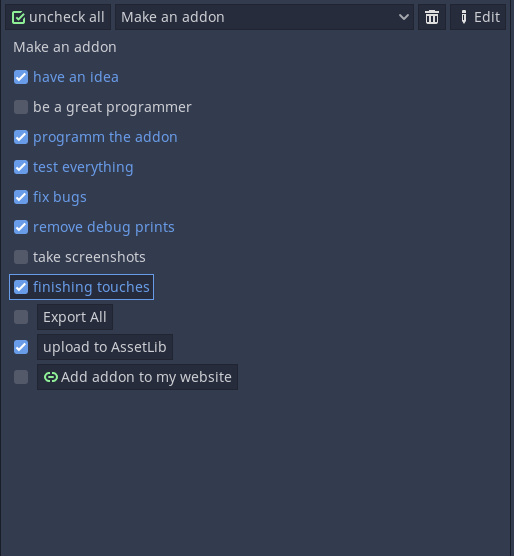 uncheck all Make an addon Edit
Make an addon
have an idea
be a great programmer
programm the addon
test everything
fix bugs
remove debug prints
take screenshots
finishing touches
Export All
upload to AssetLib
Add addon to my website